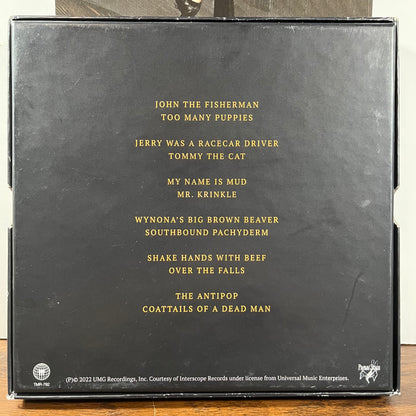 JOHN THE FISHERMAN
TOO MANY PUPPIES
JERRY WAS A RACECAR DRIVER
TOMMY THE CAT
MY NAME IS MUD
MR. KRINKLE
WYNONA'S BIG BROWN BEAVER
SOUTHBOUND PACHYDERM
SHAKE HANDS WITH BEEF
OVER THE FALLS
THE ANTIPOP
COATTAILS OF A DEAD MAN
TMR-782
(P)© 2022 UMG Recordings, Inc. Courtesy of Interscope Records under license from Universal Music Enterprises.